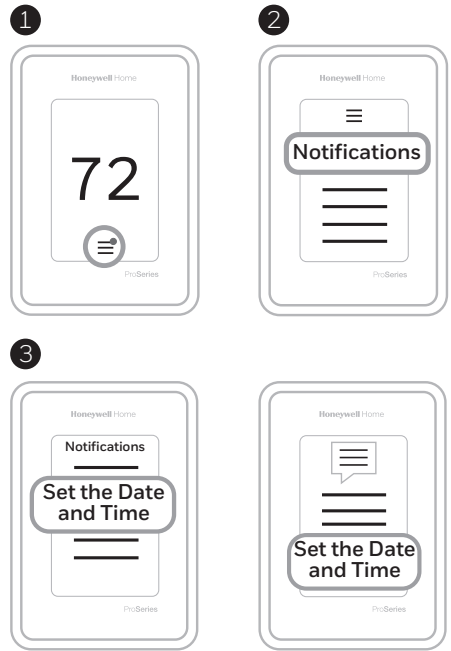 1
2
Honeywell Home
72
ProSeries
Honeywell Home
Notifications
ProSeries
3
Honeywell Home
Notifications
Set the Date
and Time
ProSeries
Honeywell Home
Set the Date
and Time
ProSeries